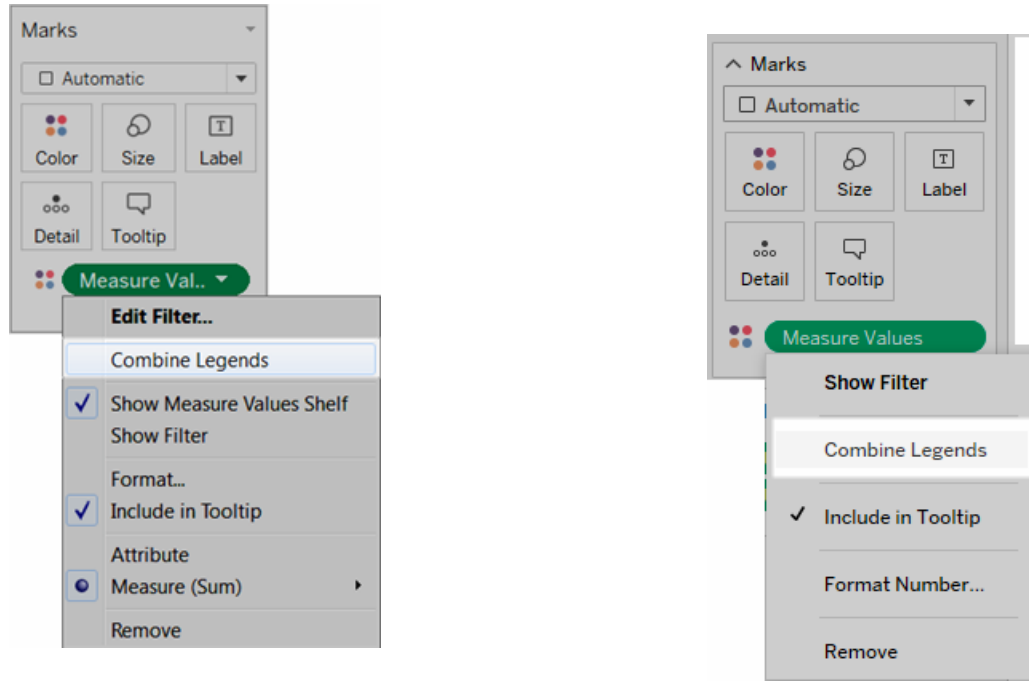 Marks
Automatic
Color Size Label
Detail Tooltip
Measure Val..
Edit Filter...
Combine Legends
Show Measure Values Shelf
Show Filter
Format...
Include in Tooltip
Attribute
Measure (Sum)
Remove
Marks
Automatic
Color Size Label
Detail Tooltip
Measure Values
Show Filter
Combine Legends
Include in Tooltip
Format Number...
Remove